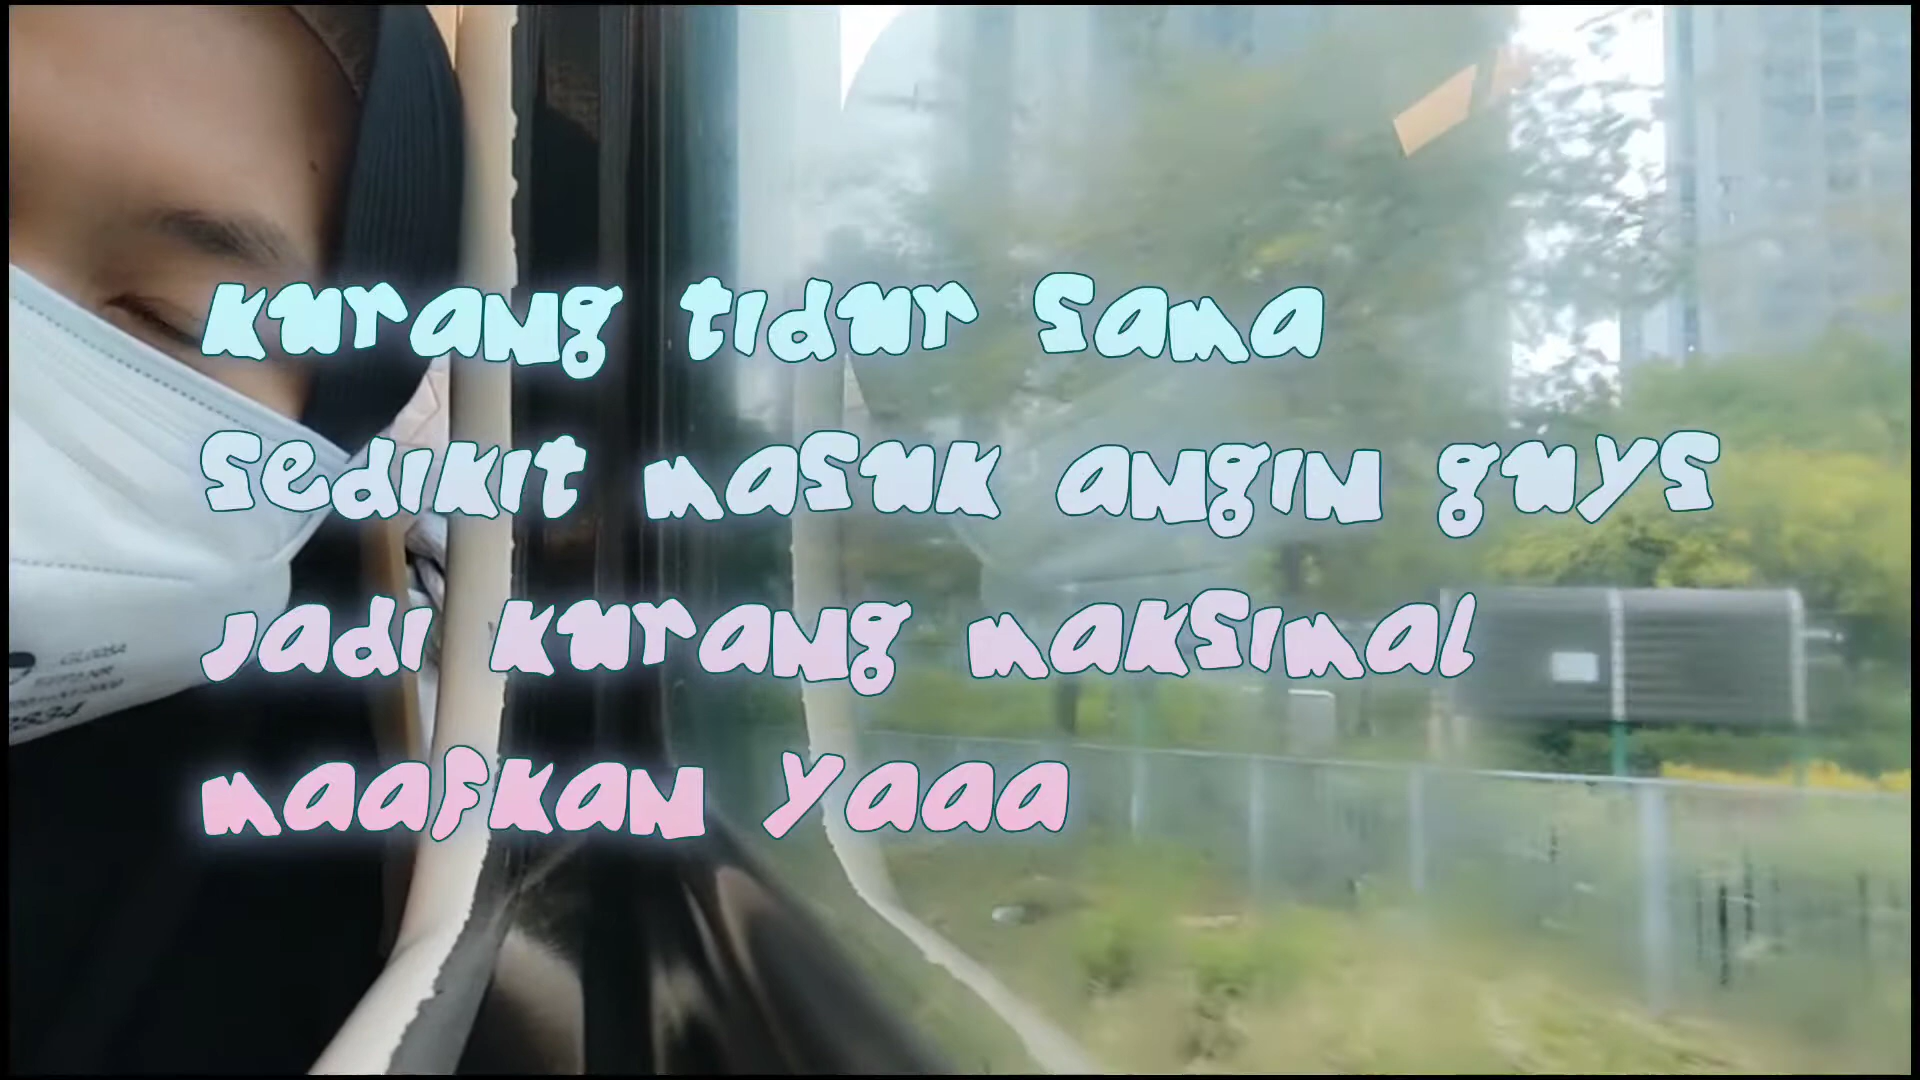 kurang tidur sama
sedikit masuk angin guys
jadi kurang maksimal
maafkan yaaa